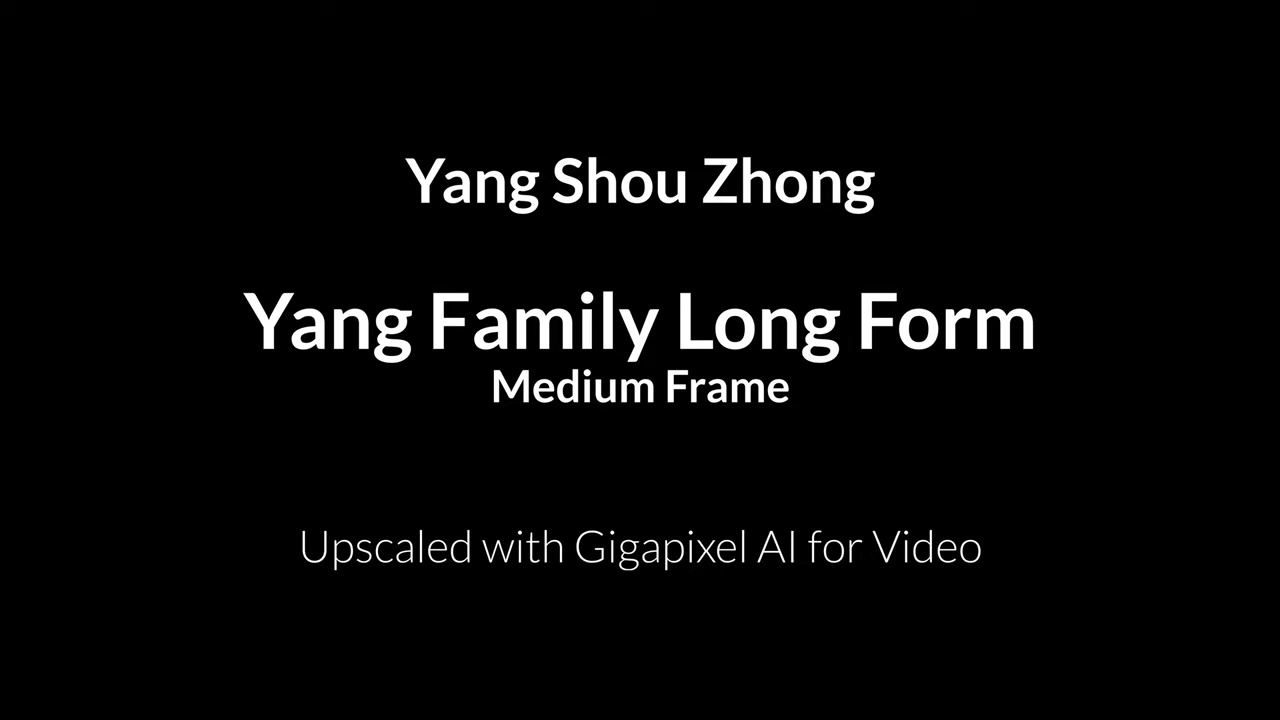 Yang Shou Zhong
Yang Family Long Form
Medium Frame
Upscaled with Gigapixel AI for Video